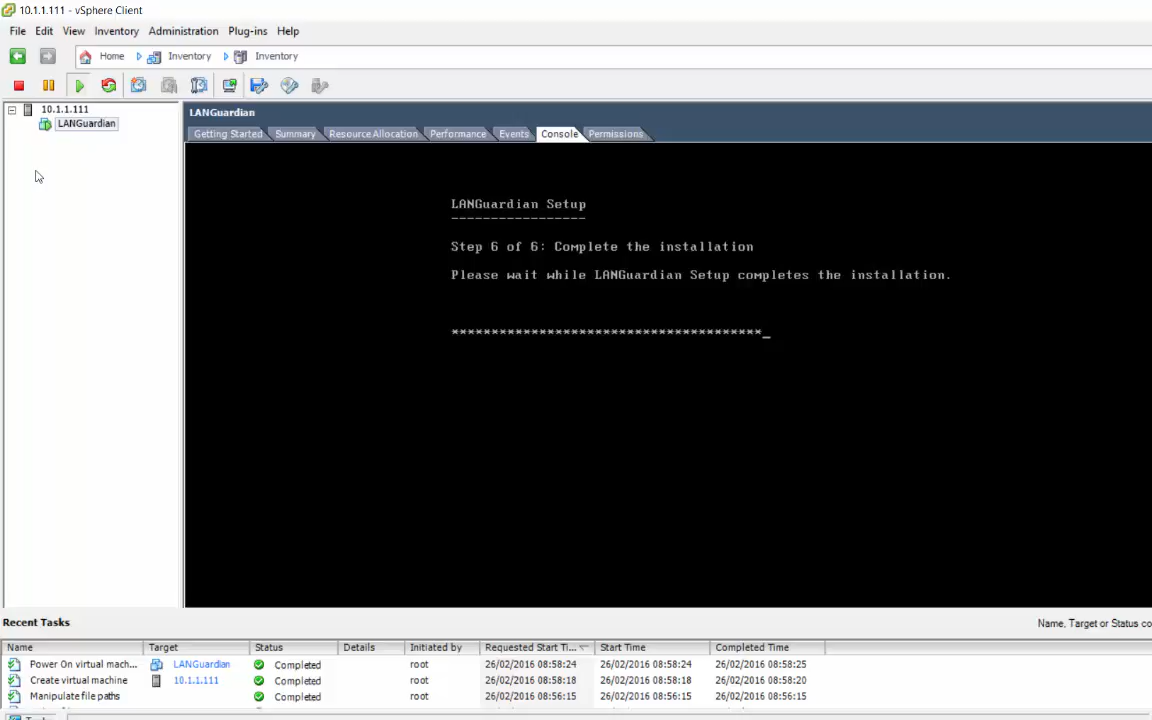 10.1.1.111 - vSphere Client
File Edit View Inventory Administration Plug-ins Help
Home Inventory Inventory
10.1.1.111
LANGuardian
LANGuardian
Getting Started Summary Resource Allocation Performance Events Console Permissions
LANGuardian Setup
-----------------
Step 6 of 6: Complete the installation
Please wait while LANGuardian Setup completes the installation.
***************************************_
Recent Tasks
Name, Target or Status co
Name Target Status Details Initiated by Requested Start Ti... Start Time Completed Time
Power On virtual mach... LANGuardian Completed root 26/02/2016 08:58:24 26/02/2016 08:58:24 26/02/2016 08:58:25
Create virtual machine 10.1.1.111 Completed root 26/02/2016 08:58:18 26/02/2016 08:58:18 26/02/2016 08:58:20
Manipulate file paths Completed root 26/02/2016 08:56:15 26/02/2016 08:56:15 26/02/2016 08:56:15